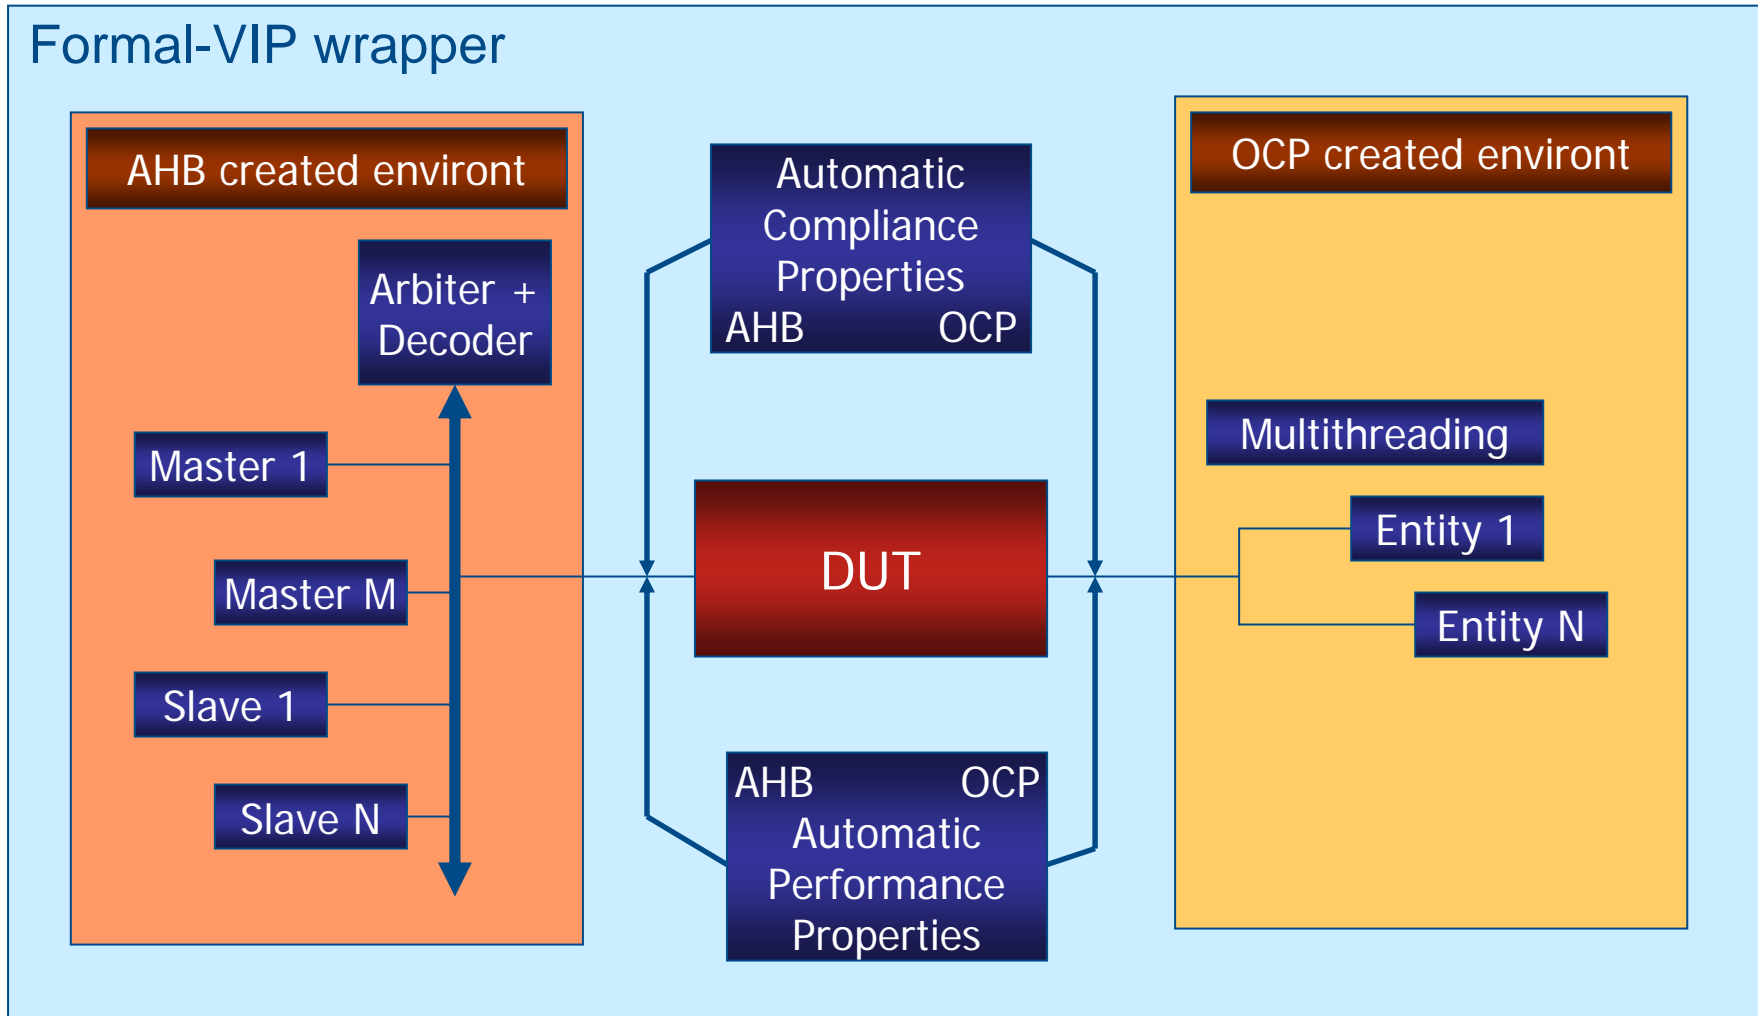 Formal-VIP wrapper
AHB created environt
Arbiter +
Decoder
Master 1
Master M
Slave 1
Slave N
Automatic
Compliance
Properties
AHB OCP
DUT
AHB OCP
Automatic
Performance
Properties
OCP created environt
Multithreading
Entity 1
Entity N